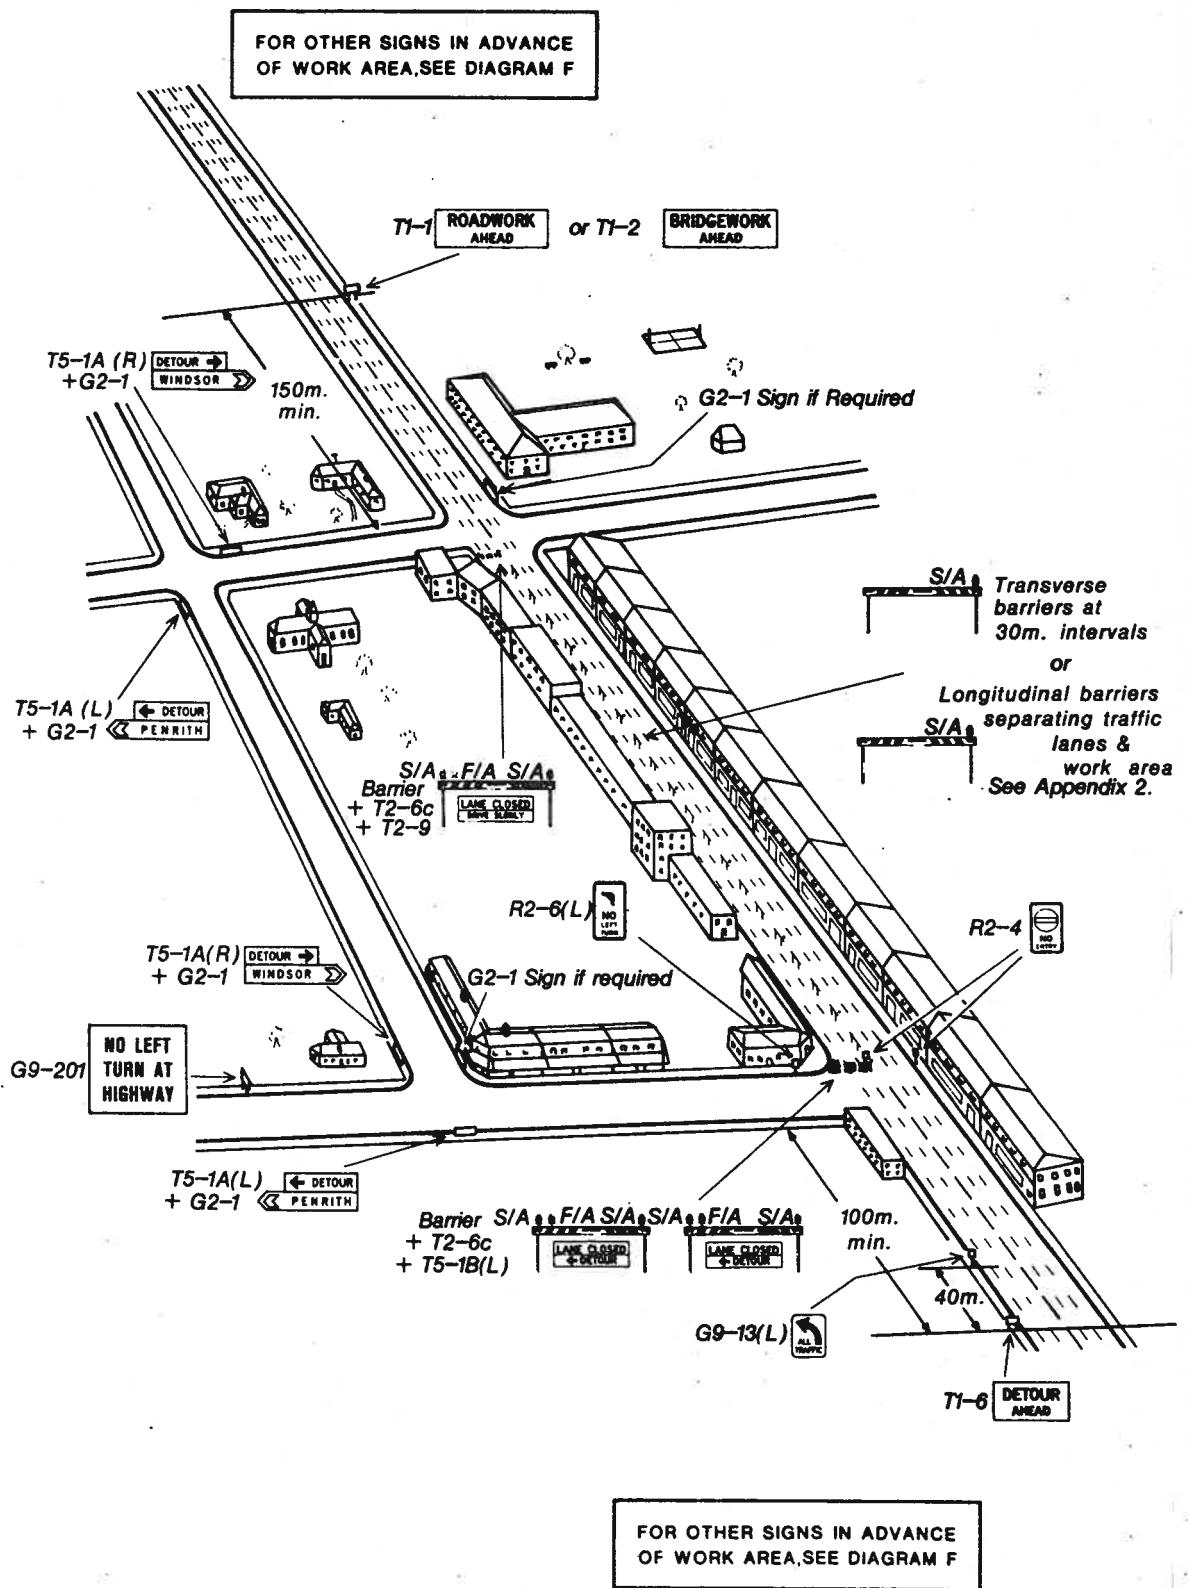 FOR OTHER SIGNS IN ADVANCE
OF WORK AREA,SEE DIAGRAM F
T1-1
ROADWORK
AHEAD
or T1-2
BRIDGEWORK
AHEAD
T5-1A (R)
+G2-1
DETOUR
WINDSOR
150m.
min.
G2-1 Sign if Required
S/A
Transverse
barriers at
30m. intervals
or
Longitudinal barriers
separating traffic
lanes &
work area
See Appendix 2.
S/A
T5-1A (L)
+ G2-1
DETOUR
PENRITH
S/A F/A S/A
Barrier
+ T2-6c
+ T2-9
LANE CLOSED
DRIVE SLOWLY
R2-6(L)
NO
LEFT
TURN
R2-4
NO
ENTRY
T5-1A(R)
+ G2-1
DETOUR
WINDSOR
G2-1 Sign if required
G9-201
NO LEFT
TURN AT
HIGHWAY
T5-1A(L)
+ G2-1
DETOUR
PENRITH
Barrier
+ T2-6c
+ T5-1B(L)
S/A F/A S/A S/A F/A S/A
LANE CLOSED
DETOUR
LANE CLOSED
DETOUR
100m.
min.
40m.
G9-13(L)
ALL
TRAFFIC
T1-6
DETOUR
AHEAD
FOR OTHER SIGNS IN ADVANCE
OF WORK AREA,SEE DIAGRAM F